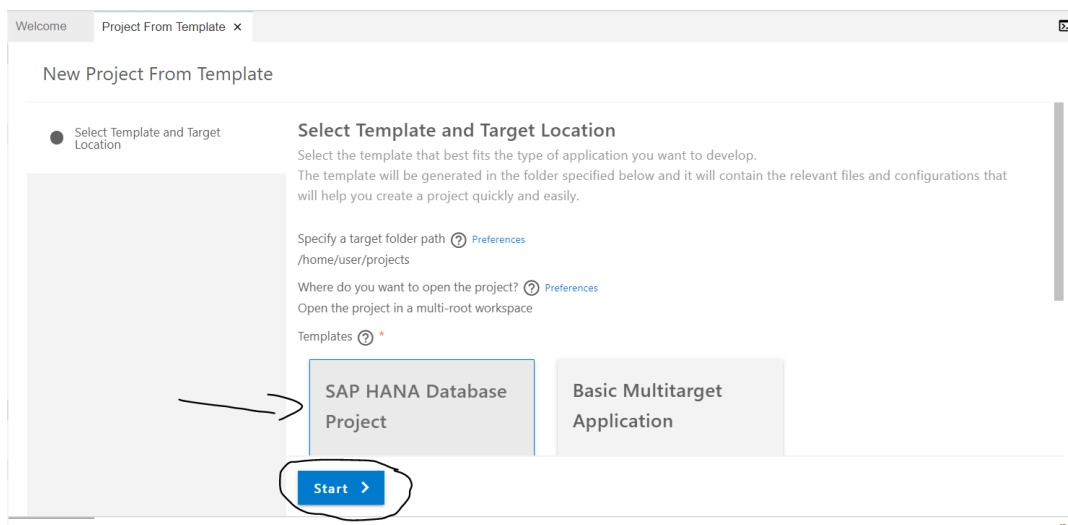 Welcome
Project From Template
New Project From Template
Select Template and Target
Location
Select Template and Target Location
Select the template that best fits the type of application you want to develop.
The template will be generated in the folder specified below and it will contain the relevant files and configurations that
will help you create a project quickly and easily.
Specify a target folder path Preferences
/home/user/projects
Where do you want to open the project? Preferences
Open the project in a multi-root workspace
Templates *
SAP HANA Database
Project
Basic Multitarget
Application
Start